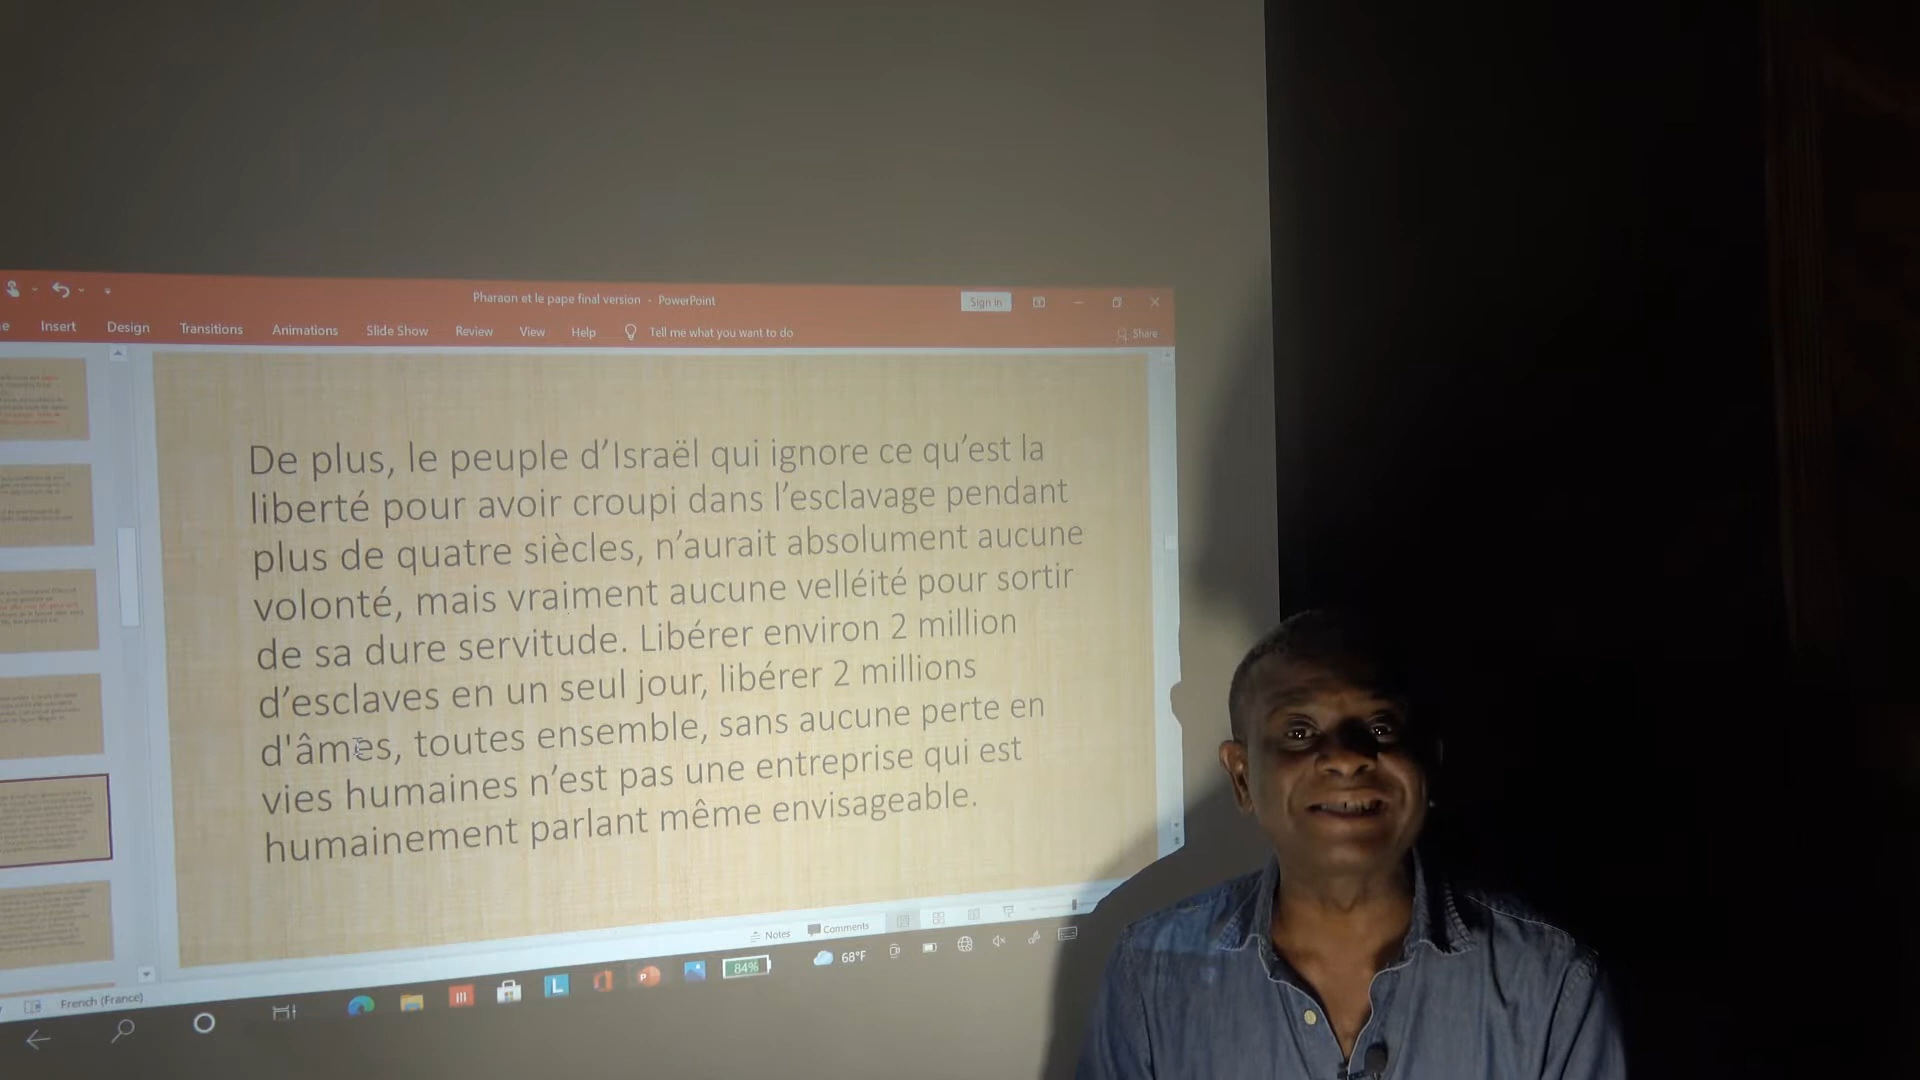 Pharaon et le pape final version - PowerPoint
Sign in
Insert Design Transitions Animations Slide Show Review View Help Tell me what you want to do Share
De plus, le peuple d’Israël qui ignore ce qu’est la
liberté pour avoir croupi dans l’esclavage pendant
plus de quatre siècles, n’aurait absolument aucune
volonté, mais vraiment aucune velléité pour sortir
de sa dure servitude. Libérer environ 2 million
d’esclaves en un seul jour, libérer 2 millions
d'âmes, toutes ensemble, sans aucune perte en
vies humaines n’est pas une entreprise qui est
humainement parlant même envisageable.
Notes Comments
French (France)
84% 68°F